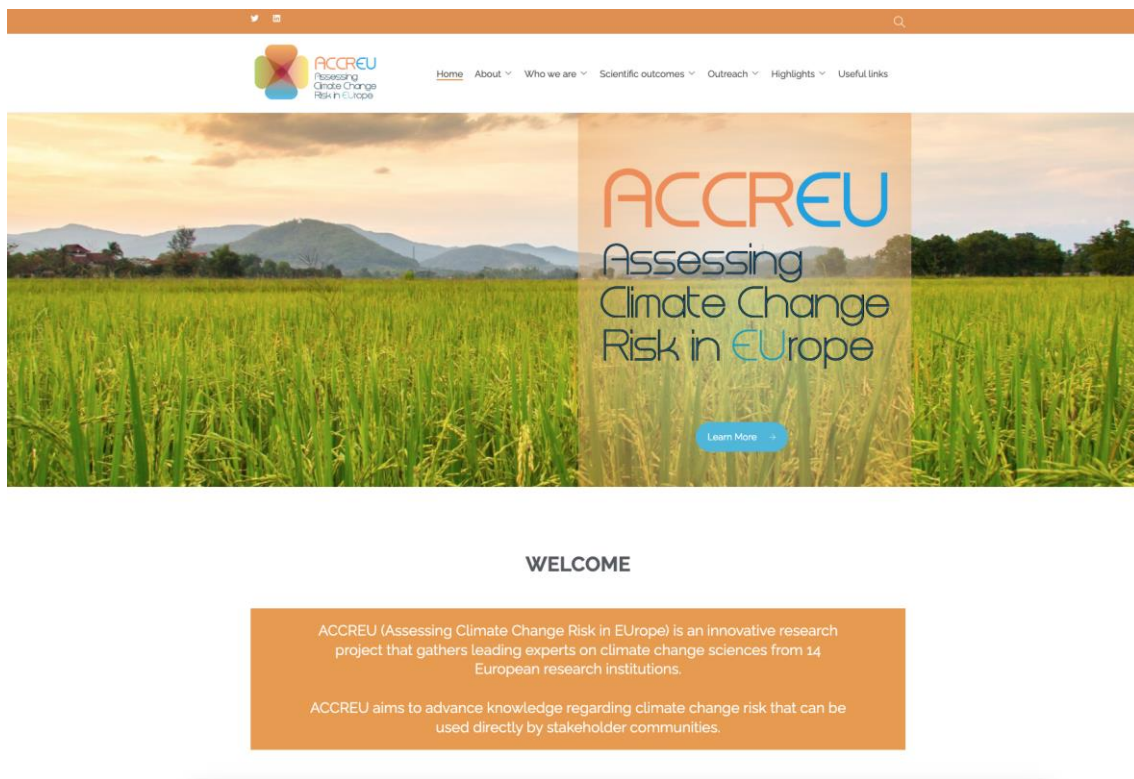 ACCREU
Assessing
Climate Change
Risk in EUrope
Home About Who we are Scientific outcomes Outreach Highlights Useful links
ACCREU
Assessing
Climate Change
Risk in EUrope
Learn More →
WELCOME
ACCREU (Assessing Climate Change Risk in EUrope) is an innovative research
project that gathers leading experts on climate change sciences from 14
European research institutions.
ACCREU aims to advance knowledge regarding climate change risk that can be
used directly by stakeholder communities.